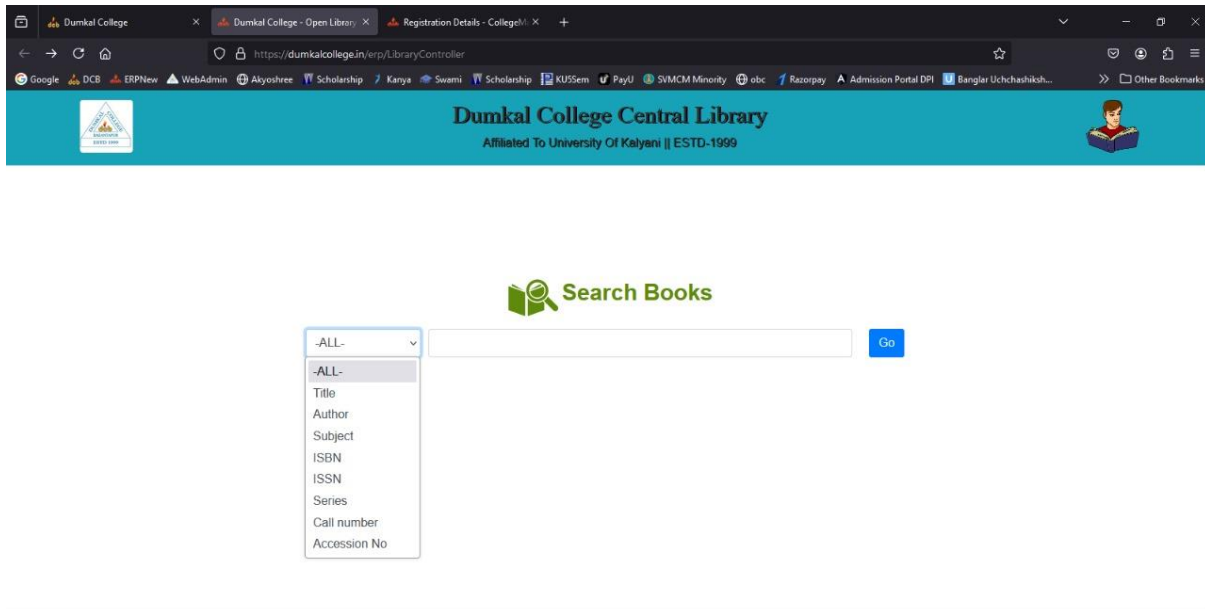 Dumkal College
Dumkal College - Open Library
Registration Details - CollegeM
https://dumkalcollege.in/erp/LibraryController
Google DCB ERPNew WebAdmin Akyoshree Scholarship Kanya Swami Scholarship KUSSem PayU SVMCM Minority obc Razorpay Admission Portal DPI Banglar Uchchashiksh... Other Bookmarks
Dumkal College Central Library
Affiliated To University Of Kalyani || ESTD-1999
DUMKAL COLLEGE
Search Books
-ALL-
Go
-ALL-
Title
Author
Subject
ISBN
ISSN
Series
Call number
Accession No